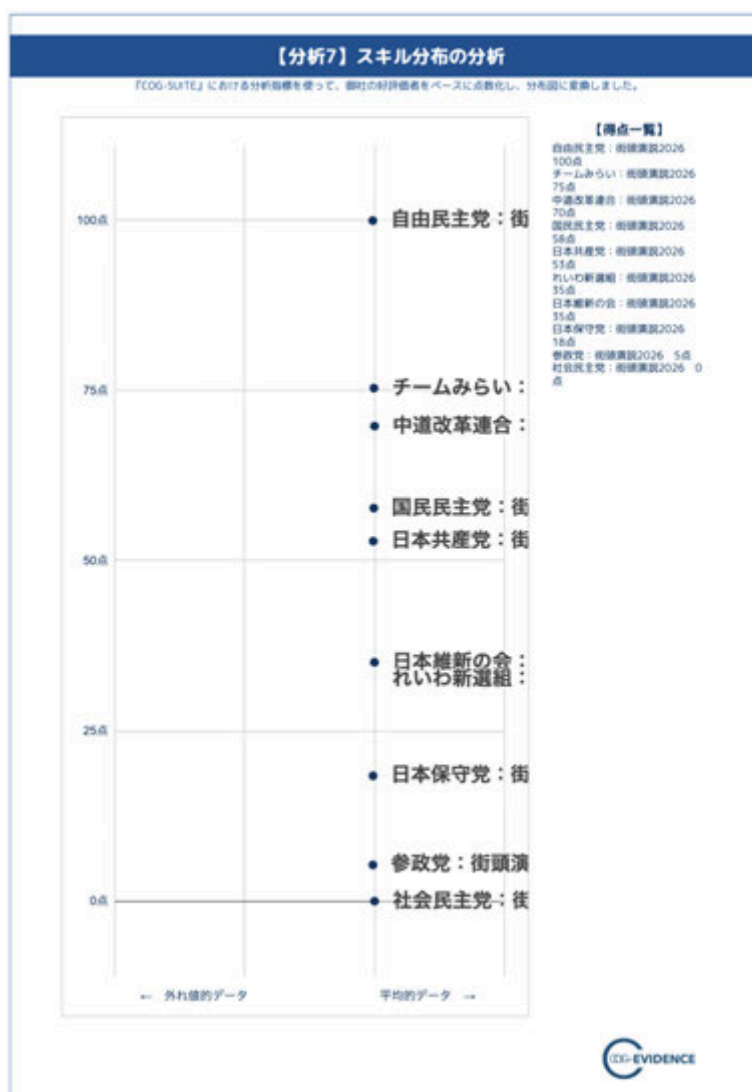 【分析7】スキル分布の分析
『COG-SUITE』における分析指標を使って、御社の好評価者をベースに点数化し、分布図に変換しました。
【得点一覧】
自由民主党：街頭演説2026
100点
チームみらい：街頭演説2026
75点
中道改革連合：街頭演説2026
70点
国民民主党：街頭演説2026
58点
日本共産党：街頭演説2026
53点
れいわ新選組：街頭演説2026
35点
日本維新の会：街頭演説2026
35点
日本保守党：街頭演説2026
18点
参政党：街頭演説2026　5点
社会民主党：街頭演説2026　0
点
100点
自由民主党：街
75点
チームみらい：
中道改革連合：
国民民主党：街
日本共産党：街
50点
日本維新の会：
れいわ新選組：
25点
日本保守党：街
参政党：街頭演
0点
社会民主党：街
← 外れ値的データ
平均的データ →
COG-EVIDENCE